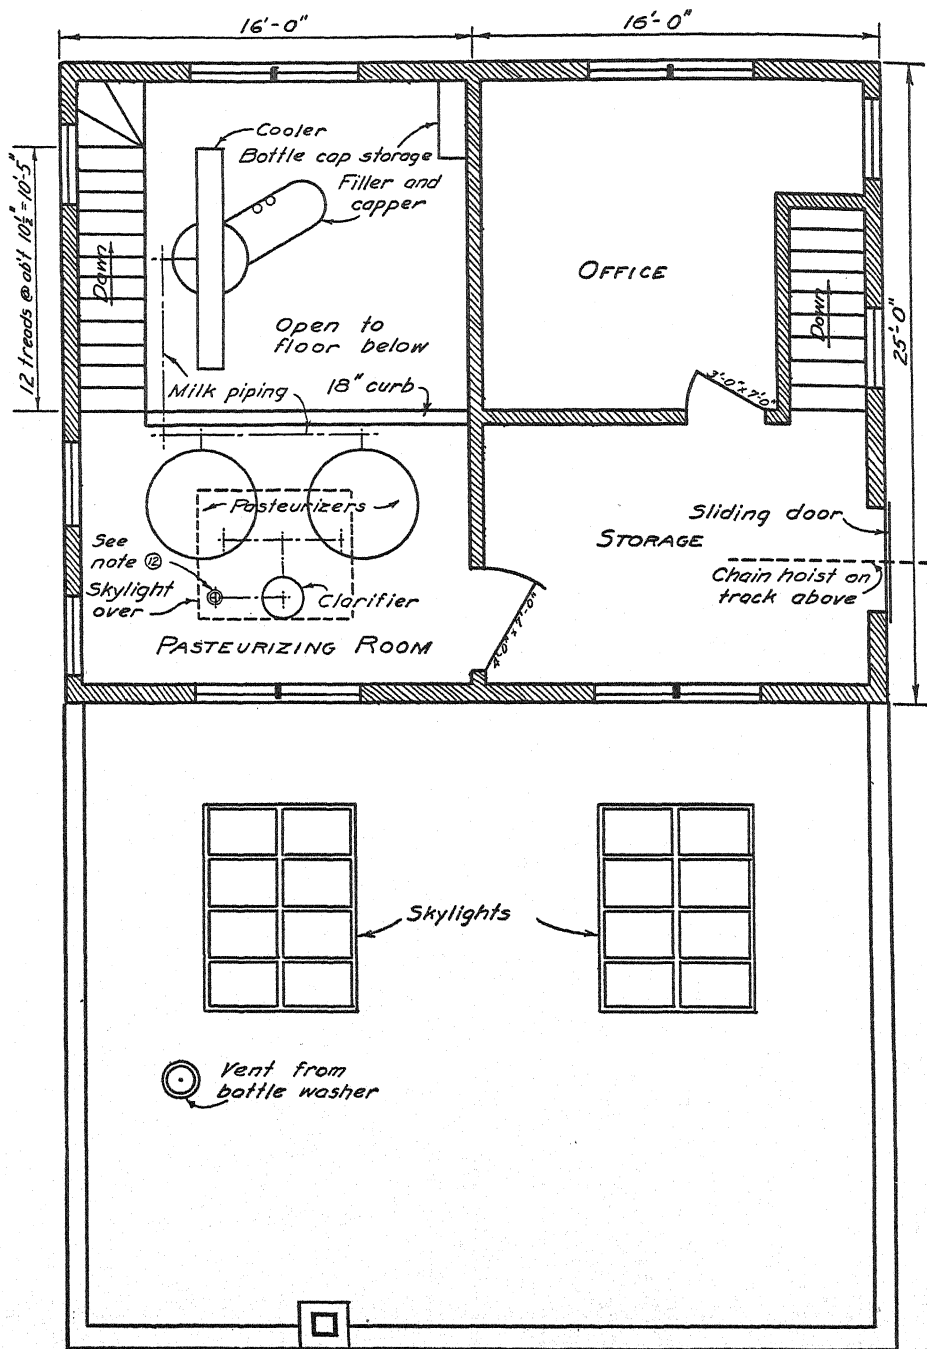 16'-0"
16'-0"
Cooler
Bottle cap storage
Filler and
capper
12 treads @ ab't 10½" = 10'-5"
Down
OFFICE
Down
25'-0"
Open to
floor below
Milk piping
18" curb
3'-0" x 7'-0"
Pasteurizers
Sliding door
See
note ⑫
STORAGE
Skylight
over
Clarifier
Chain hoist on
track above
4'-0" x 7'-0"
PASTEURIZING ROOM
Skylights
Vent from
bottle washer